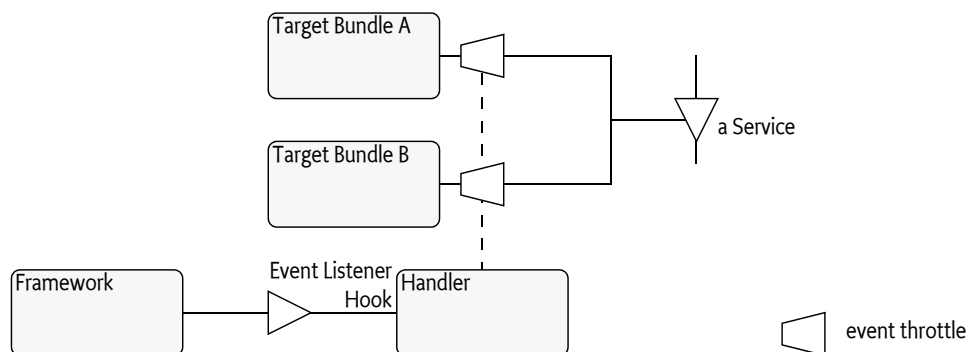 Target Bundle A
a Service
Target Bundle B
Framework
Event Listener
Hook
Handler
event throttle